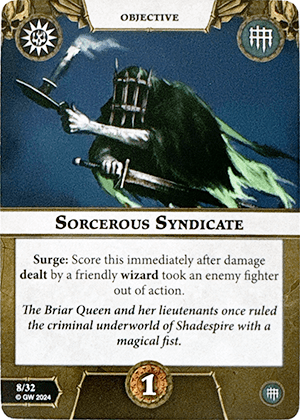 OBJECTIVE
SORCEROUS SYNDICATE
Surge: Score this immediately after damage
dealt by a friendly wizard took an enemy fighter
out of action.
The Briar Queen and her lieutenants once ruled
the criminal underworld of Shadespire with a
magical fist.
8/32
© GW 2024
1